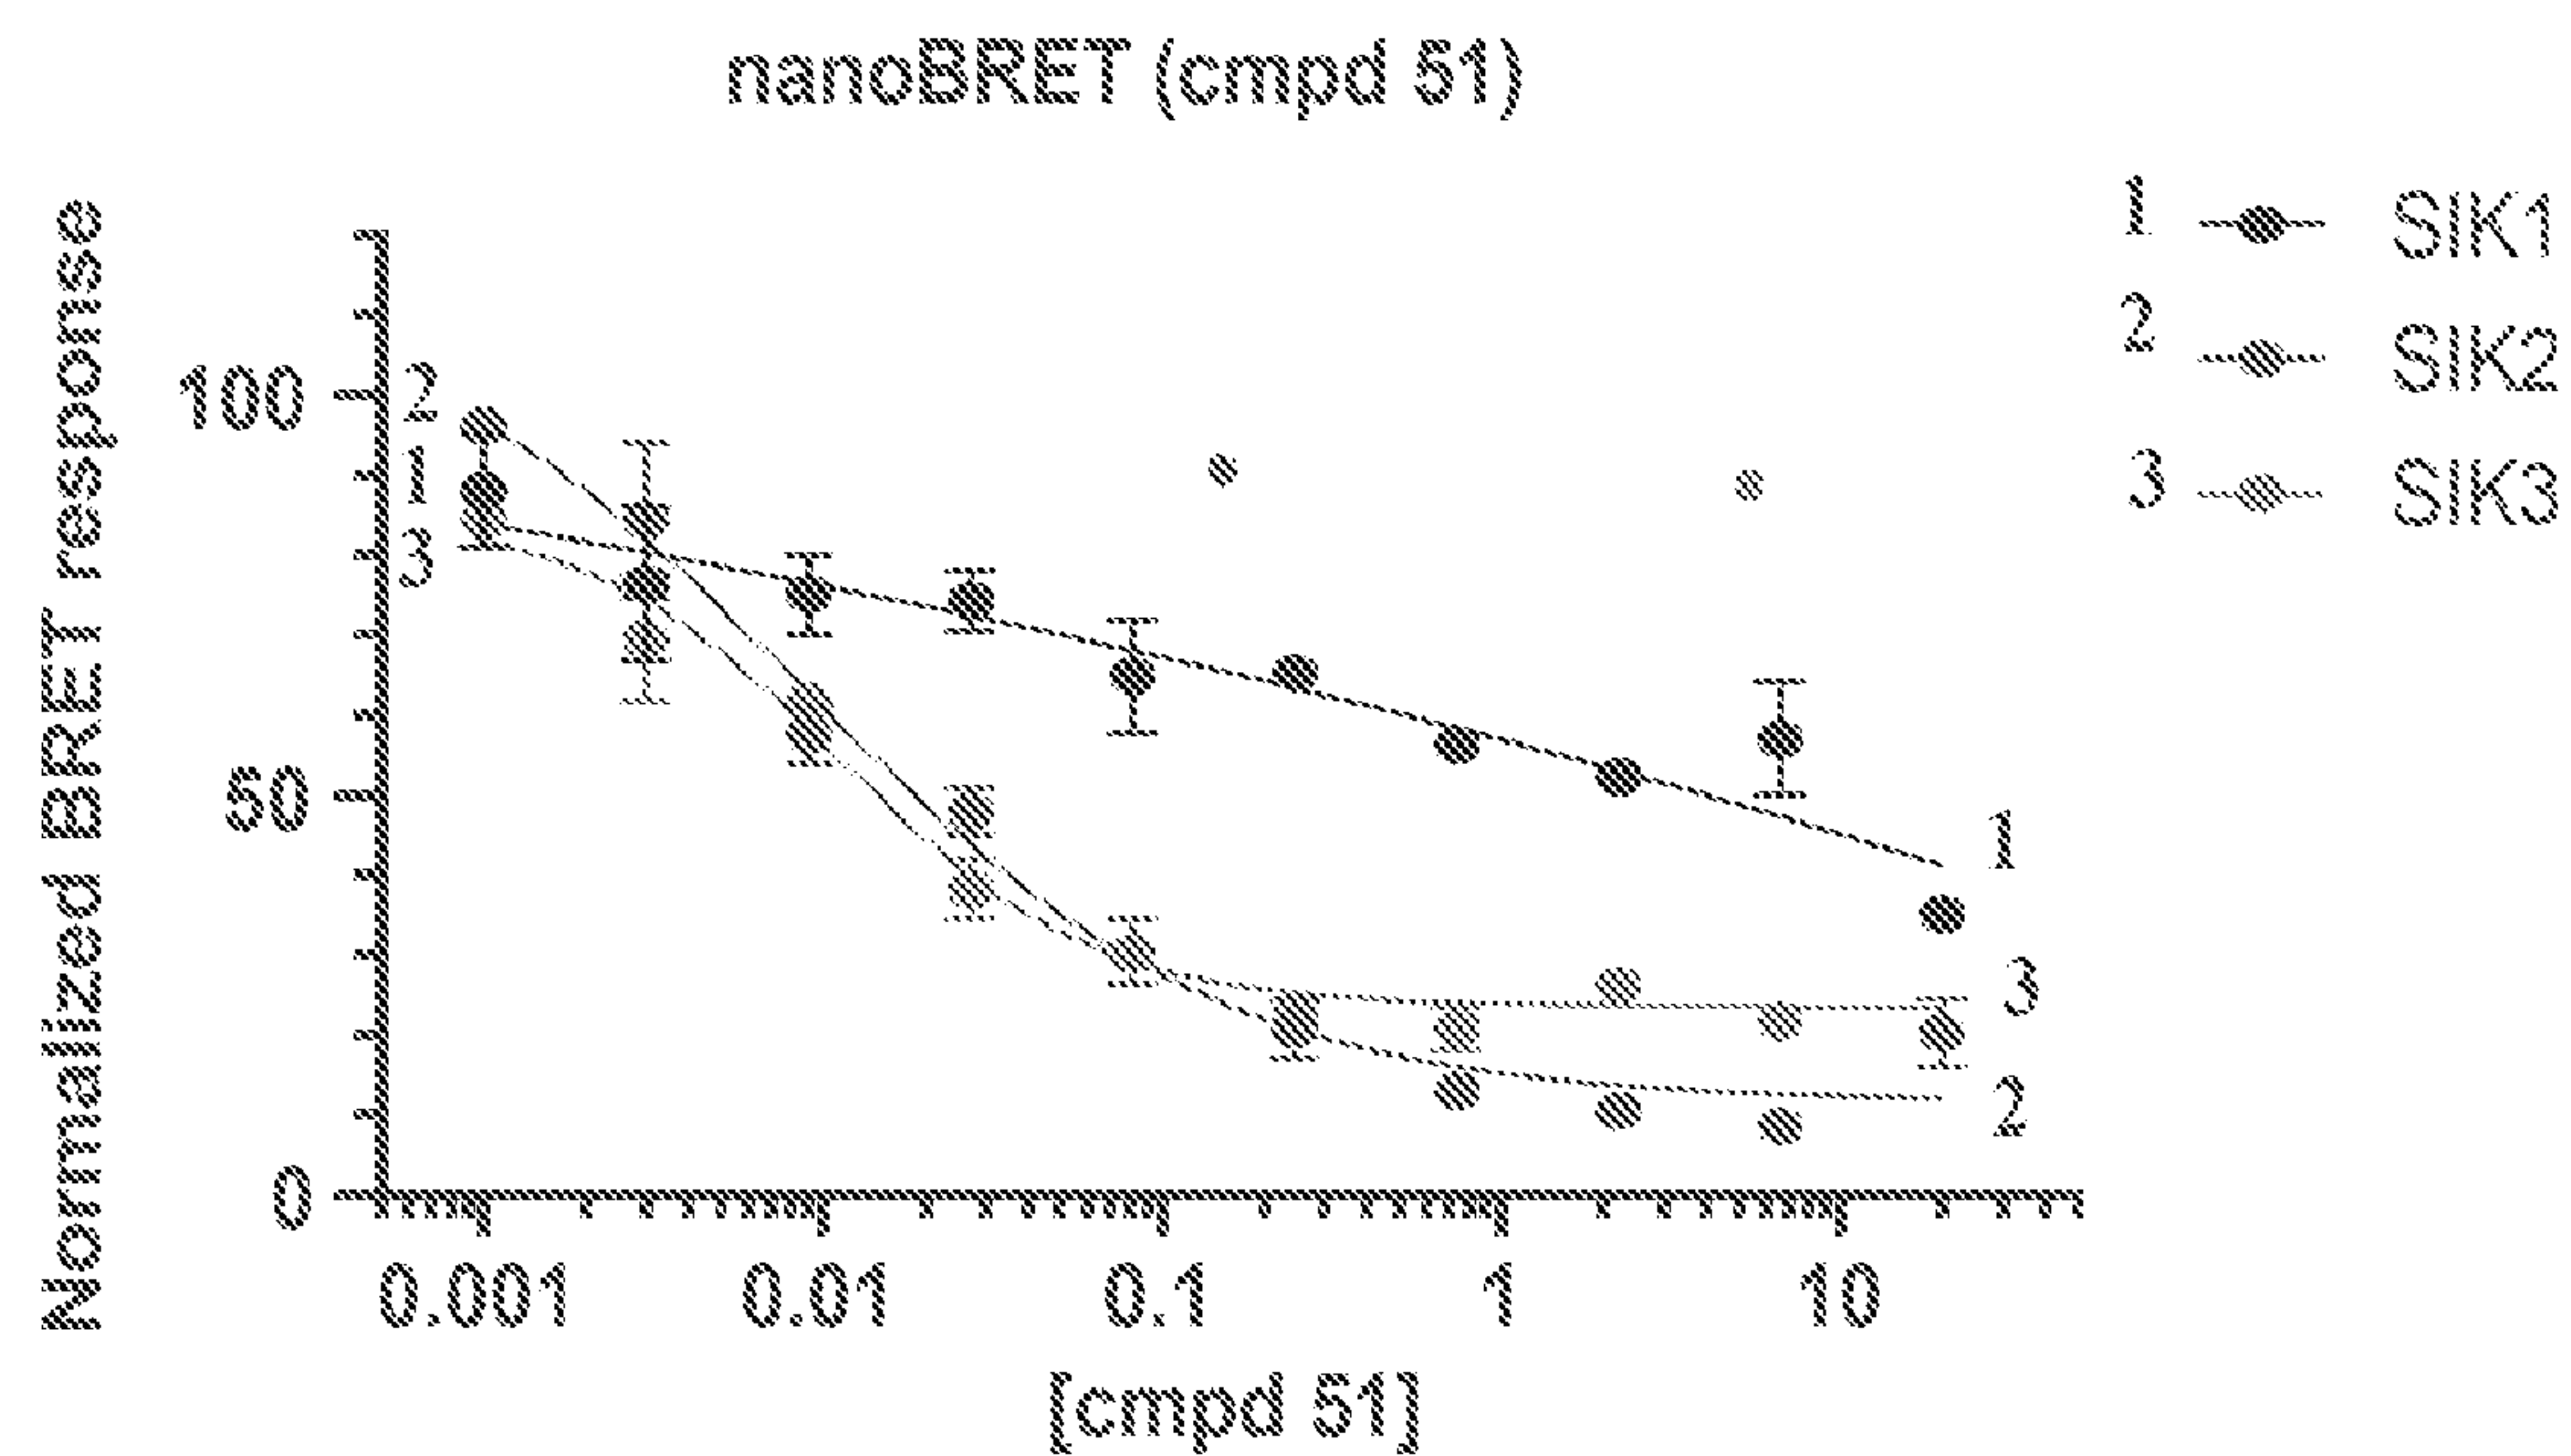 nanoBRET (cmpd 51)
1 SIK1
2 SIK2
3 SIK3
Normalized BRET response
100
50
0
2
1
3
1
3
2
0.001 0.01 0.1 1 10
[cmpd 51]